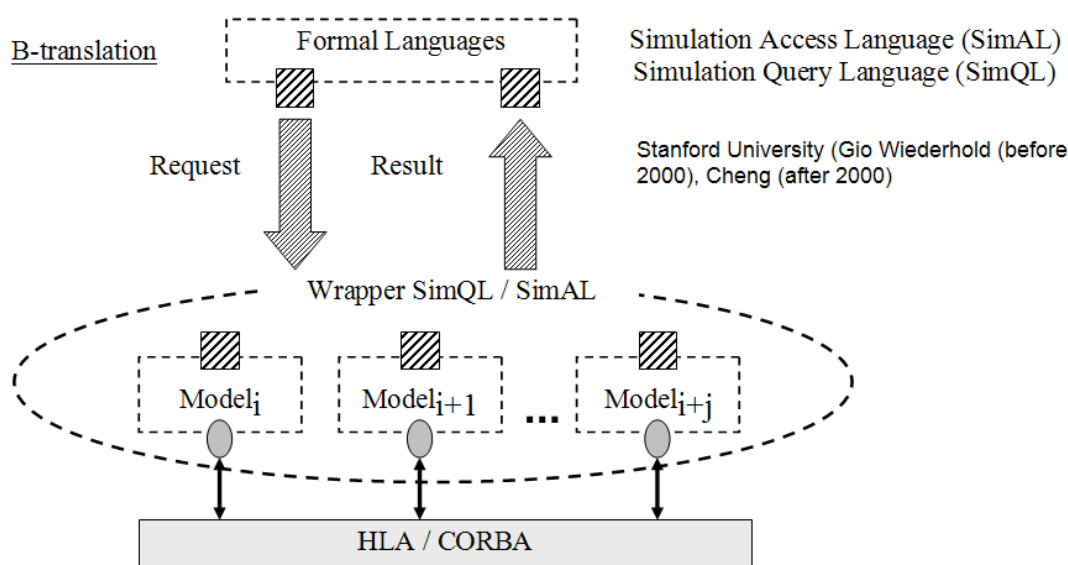 B-translation
Formal Languages
Simulation Access Language (SimAL)
Simulation Query Language (SimQL)
Request
Result
Stanford University (Gio Wiederhold (before
2000), Cheng (after 2000)
Wrapper SimQL / SimAL
Modeli
Modeli+1
...
Modeli+j
HLA / CORBA